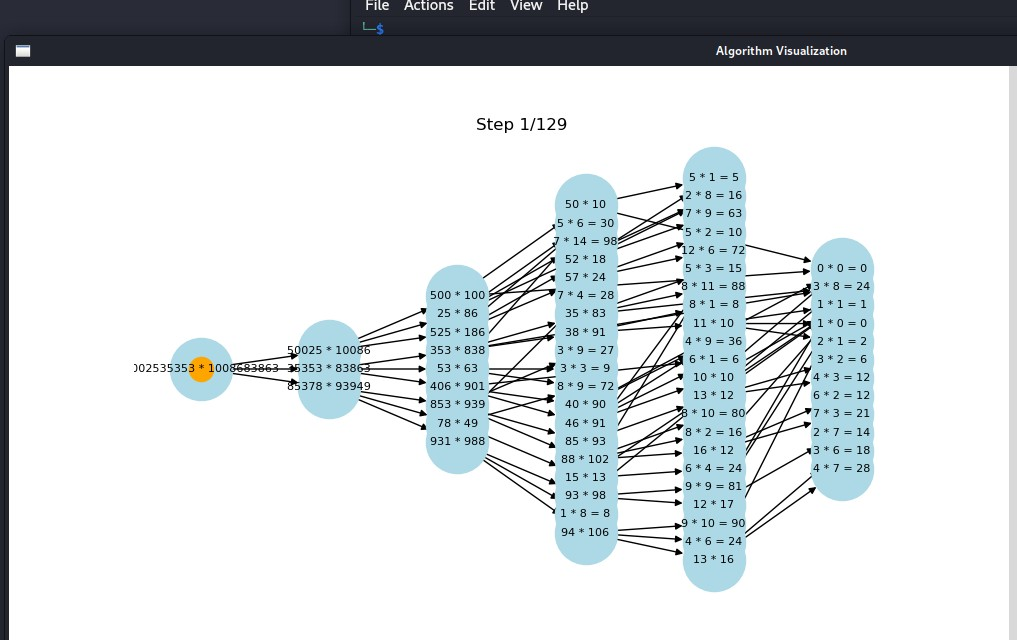 File Actions Edit View Help
└─$
Algorithm Visualization
Step 1/129
002535353 * 1008683863
50025 * 10086
35353 * 83863
85378 * 93949
500 * 100
25 * 86
525 * 186
353 * 838
53 * 63
406 * 901
853 * 939
78 * 49
931 * 988
50 * 10
5 * 6 = 30
7 * 14 = 98
52 * 18
57 * 24
7 * 4 = 28
35 * 83
38 * 91
3 * 9 = 27
3 * 3 = 9
8 * 9 = 72
40 * 90
46 * 91
85 * 93
88 * 102
15 * 13
93 * 98
1 * 8 = 8
94 * 106
5 * 1 = 5
2 * 8 = 16
7 * 9 = 63
5 * 2 = 10
12 * 6 = 72
5 * 3 = 15
8 * 11 = 88
8 * 1 = 8
11 * 10
4 * 9 = 36
6 * 1 = 6
10 * 10
13 * 12
8 * 10 = 80
8 * 2 = 16
16 * 12
6 * 4 = 24
9 * 9 = 81
12 * 17
9 * 10 = 90
4 * 6 = 24
13 * 16
0 * 0 = 0
3 * 8 = 24
1 * 1 = 1
1 * 0 = 0
2 * 1 = 2
3 * 2 = 6
4 * 3 = 12
6 * 2 = 12
7 * 3 = 21
2 * 7 = 14
3 * 6 = 18
4 * 7 = 28